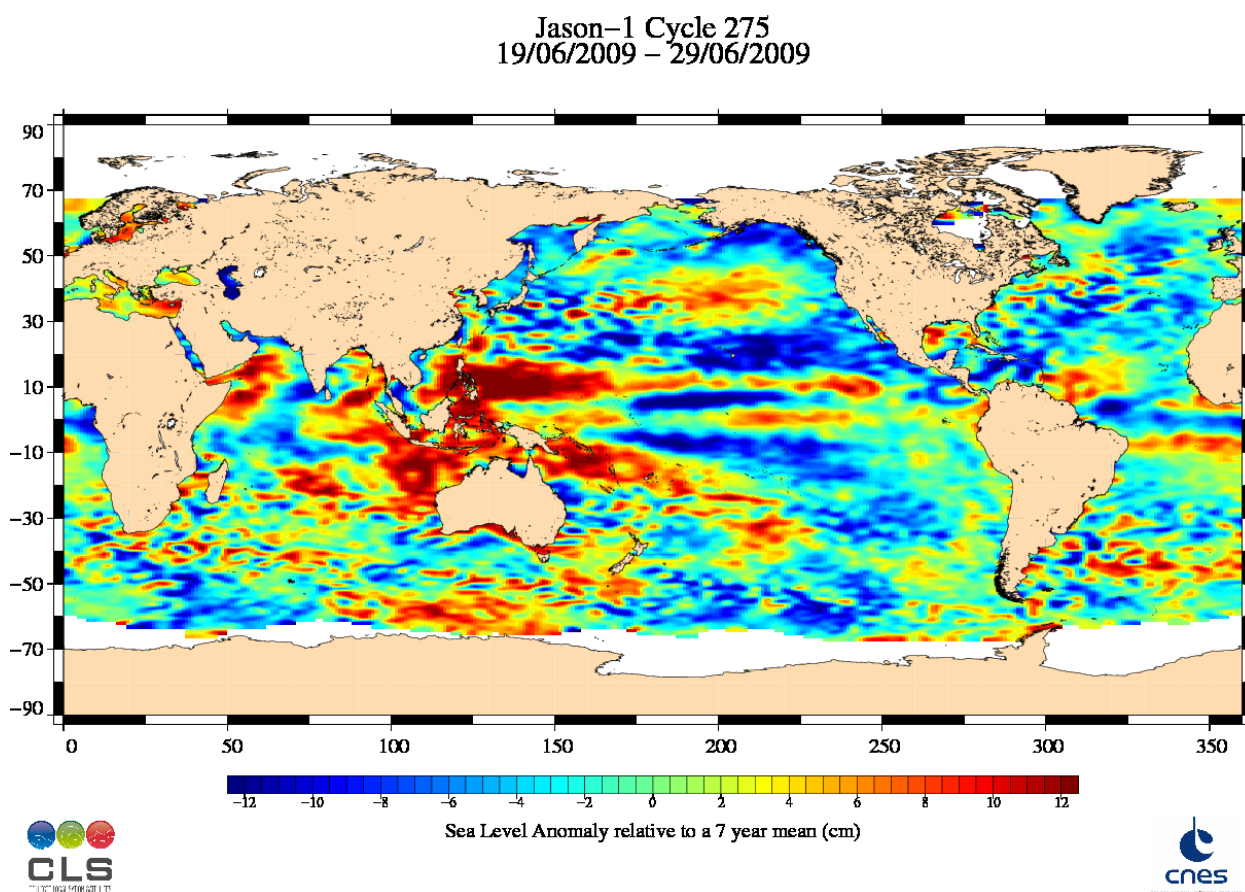 Jason−1 Cycle 275
19/06/2009 − 29/06/2009
90
70
50
30
10
−10
−30
−50
−70
−90
0 50 100 150 200 250 300 350
−12 −10 −8 −6 −4 −2 0 2 4 6 8 10 12
Sea Level Anomaly relative to a 7 year mean (cm)
CLS
cnes